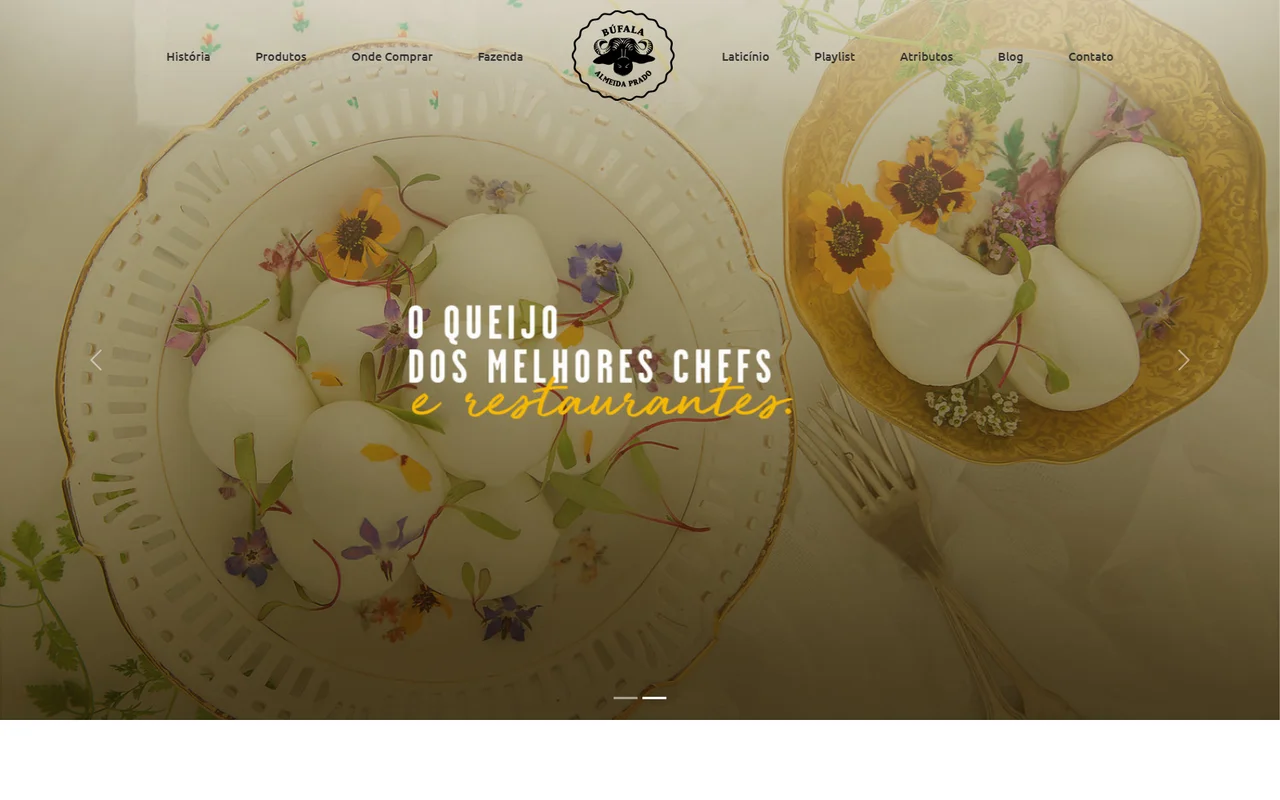 História
Produtos
Onde Comprar
Fazenda
BÚFALA
ALMEIDA PRADO
Laticínio
Playlist
Atributos
Blog
Contato
O QUEIJO
DOS MELHORES CHEFS
e restaurantes.